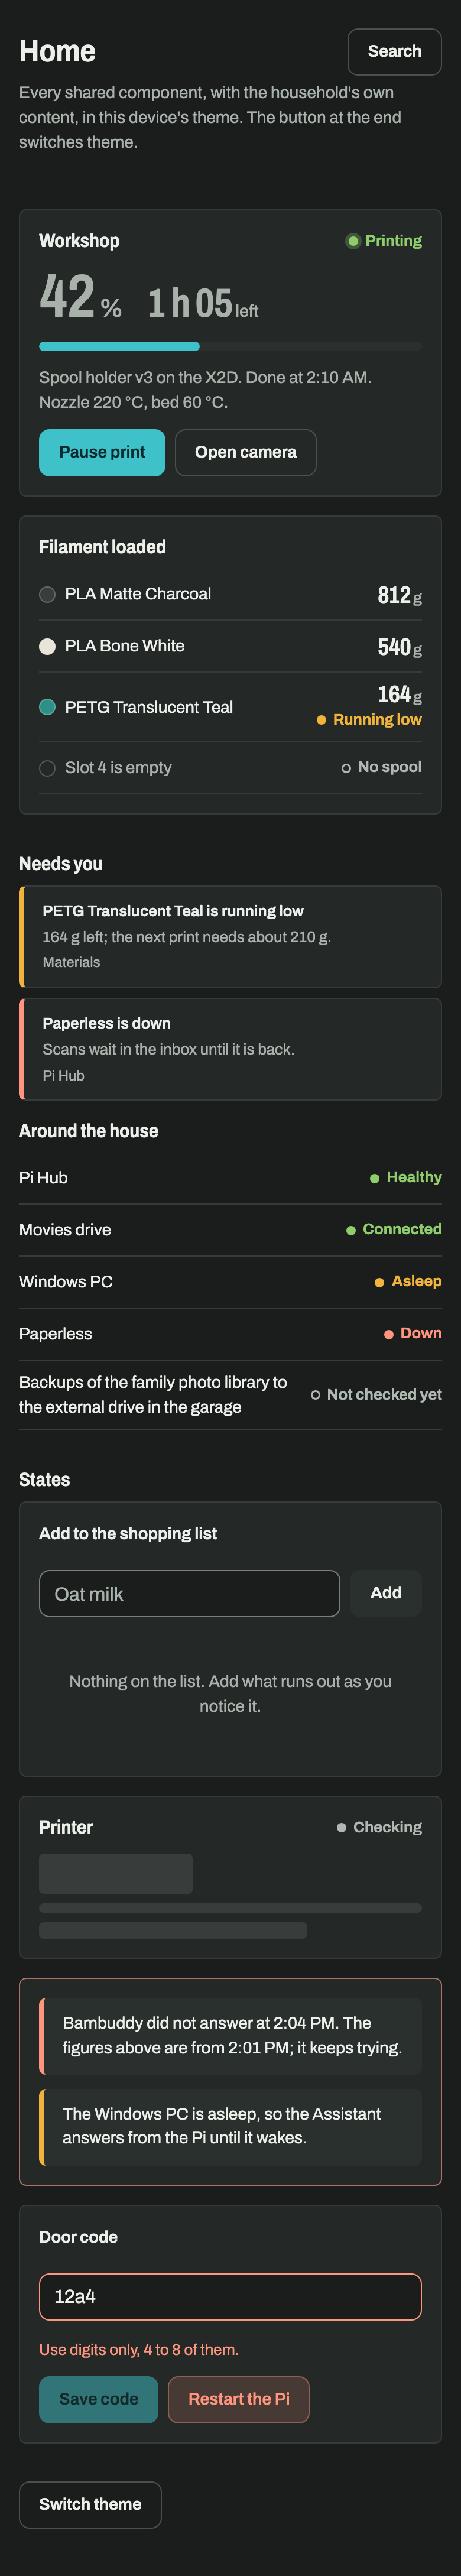 Home
Search
Every shared component, with the household's own
content, in this device's theme. The button at the end
switches theme.
Workshop
Printing
42 % 1 h 05 left
Spool holder v3 on the X2D. Done at 2:10 AM.
Nozzle 220 °C, bed 60 °C.
Pause print
Open camera
Filament loaded
PLA Matte Charcoal 812 g
PLA Bone White 540 g
PETG Translucent Teal 164 g
Running low
Slot 4 is empty No spool
Needs you
PETG Translucent Teal is running low
164 g left; the next print needs about 210 g.
Materials
Paperless is down
Scans wait in the inbox until it is back.
Pi Hub
Around the house
Pi Hub Healthy
Movies drive Connected
Windows PC Asleep
Paperless Down
Backups of the family photo library to
the external drive in the garage
Not checked yet
States
Add to the shopping list
Oat milk
Add
Nothing on the list. Add what runs out as you
notice it.
Printer
Checking
Bambuddy did not answer at 2:04 PM. The
figures above are from 2:01 PM; it keeps trying.
The Windows PC is asleep, so the Assistant
answers from the Pi until it wakes.
Door code
12a4
Use digits only, 4 to 8 of them.
Save code
Restart the Pi
Switch theme